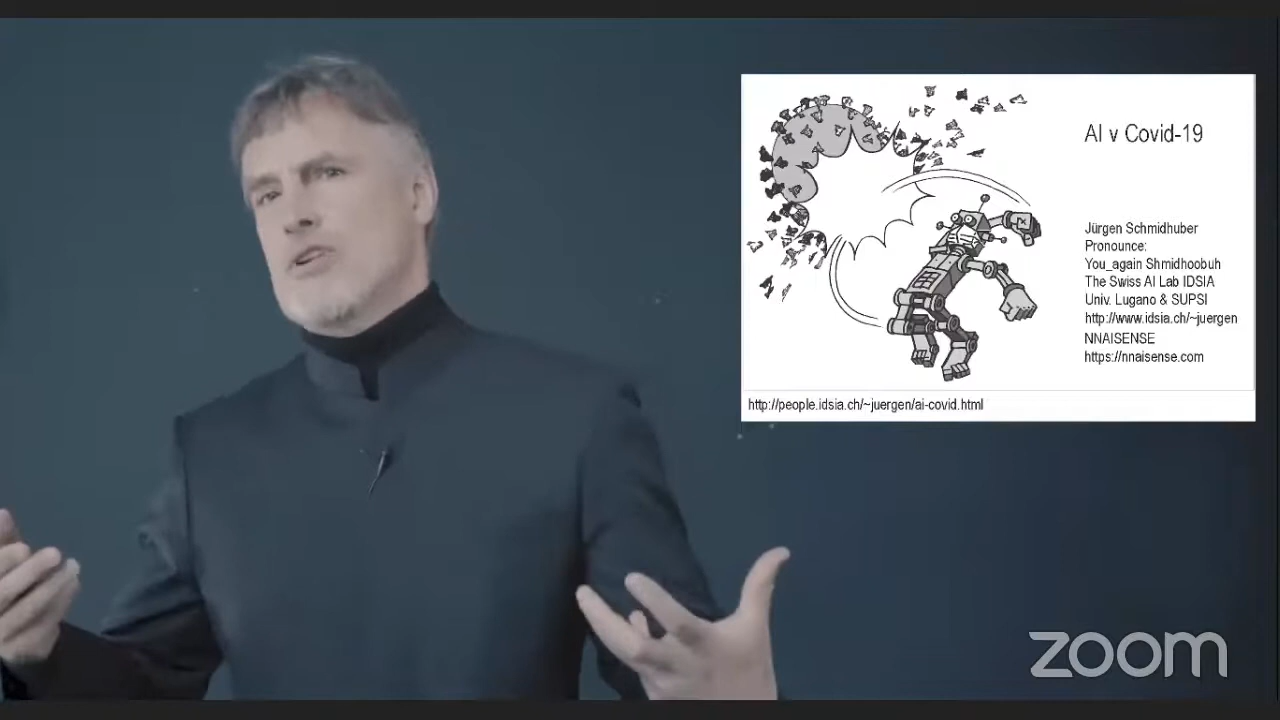 AI v Covid-19
Jürgen Schmidhuber
Pronounce:
You_again Shmidhoobuh
The Swiss AI Lab IDSIA
Univ. Lugano & SUPSI
http://www.idsia.ch/~juergen
NNAISENSE
https://nnaisense.com
http://people.idsia.ch/~juergen/ai-covid.html
zoom